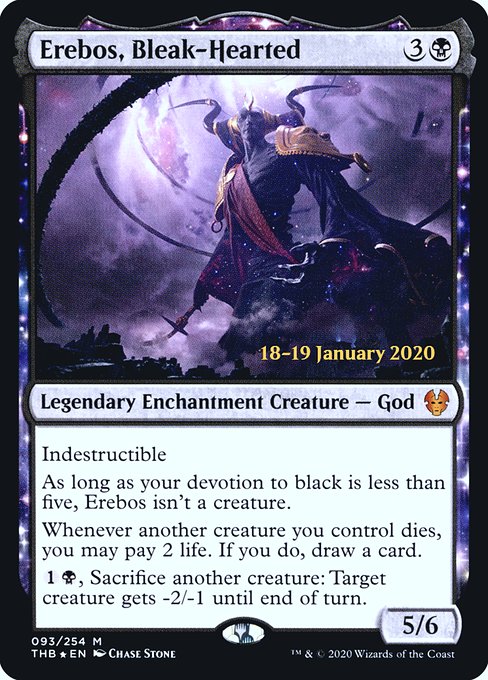 Erebos, Bleak-Hearted 3
18–19 January 2020
Legendary Enchantment Creature — God
Indestructible
As long as your devotion to black is less than
five, Erebos isn't a creature.
Whenever another creature you control dies,
you may pay 2 life. If you do, draw a card.
1 , Sacrifice another creature: Target
creature gets -2/-1 until end of turn.
5/6
093/254 M
THB★EN Chase Stone
™ & © 2020 Wizards of the Coast